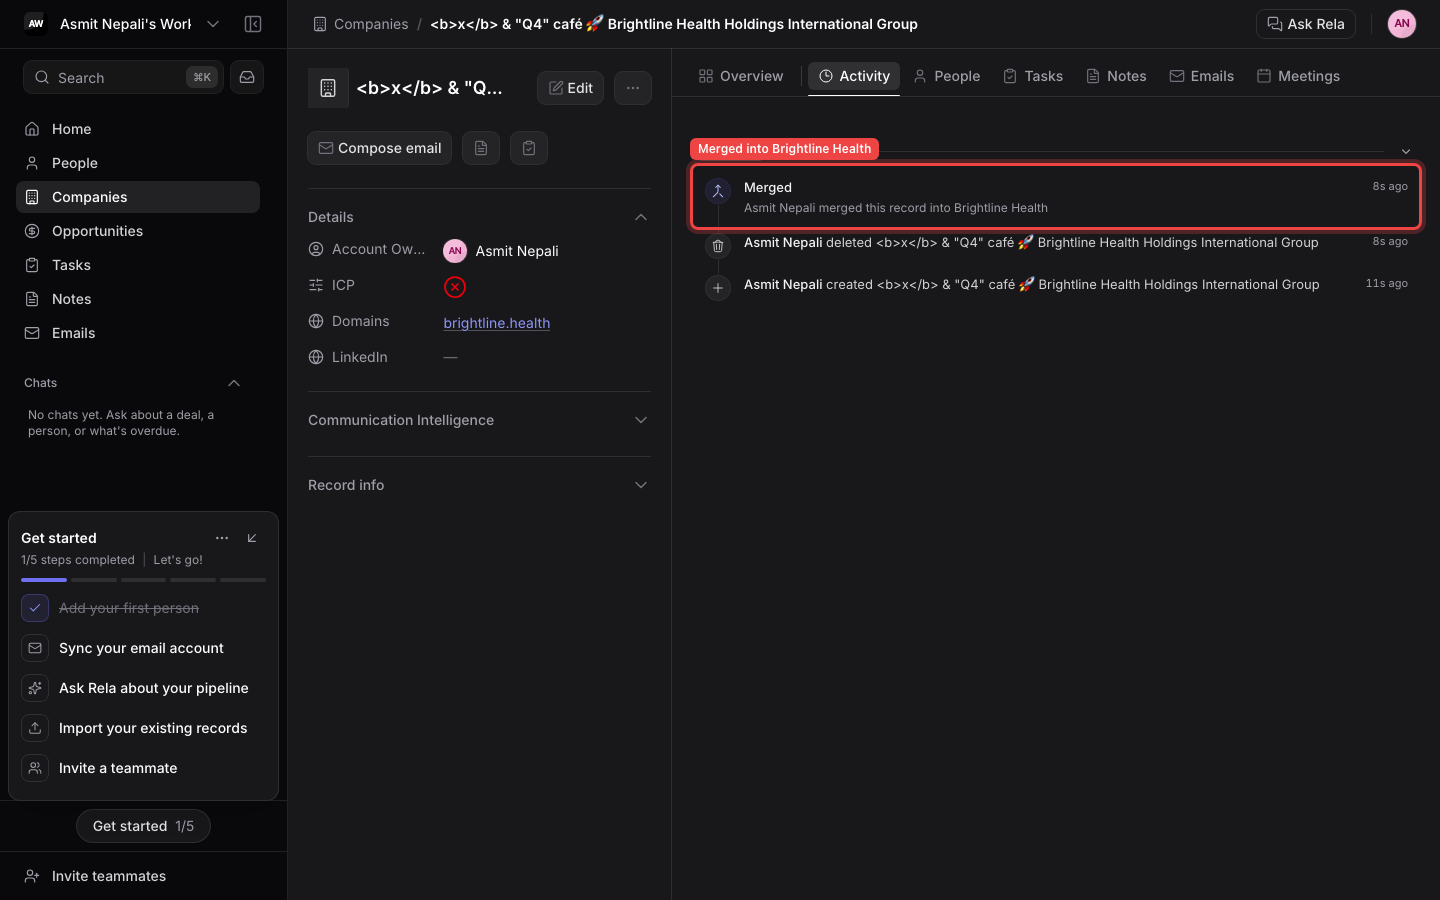 AW Asmit Nepali's Work
Companies / <b>x</b> & "Q4" café 🚀 Brightline Health Holdings International Group
Ask Rela
AN
Search
⌘K
Home
People
Companies
Opportunities
Tasks
Notes
Emails
Chats
No chats yet. Ask about a deal, a
person, or what's overdue.
Get started
1/5 steps completed | Let's go!
Add your first person
Sync your email account
Ask Rela about your pipeline
Import your existing records
Invite a teammate
Get started 1/5
Invite teammates
<b>x</b> & "Q...
Edit
Compose email
Details
Account Ow... AN Asmit Nepali
ICP
Domains brightline.health
LinkedIn —
Communication Intelligence
Record info
Overview
Activity
People
Tasks
Notes
Emails
Meetings
Merged into Brightline Health
Merged 8s ago
Asmit Nepali merged this record into Brightline Health
Asmit Nepali deleted <b>x</b> & "Q4" café 🚀 Brightline Health Holdings International Group 8s ago
Asmit Nepali created <b>x</b> & "Q4" café 🚀 Brightline Health Holdings International Group 11s ago